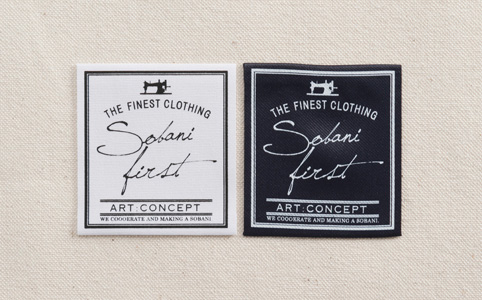 THE FINEST CLOTHING
Sobani
first
ART:CONCEPT
WE COOOERATE AND MAKING A SOBANI.
THE FINEST CLOTHING
Sobani
first
ART:CONCEPT
WE COOOERATE AND MAKING A SOBANI.